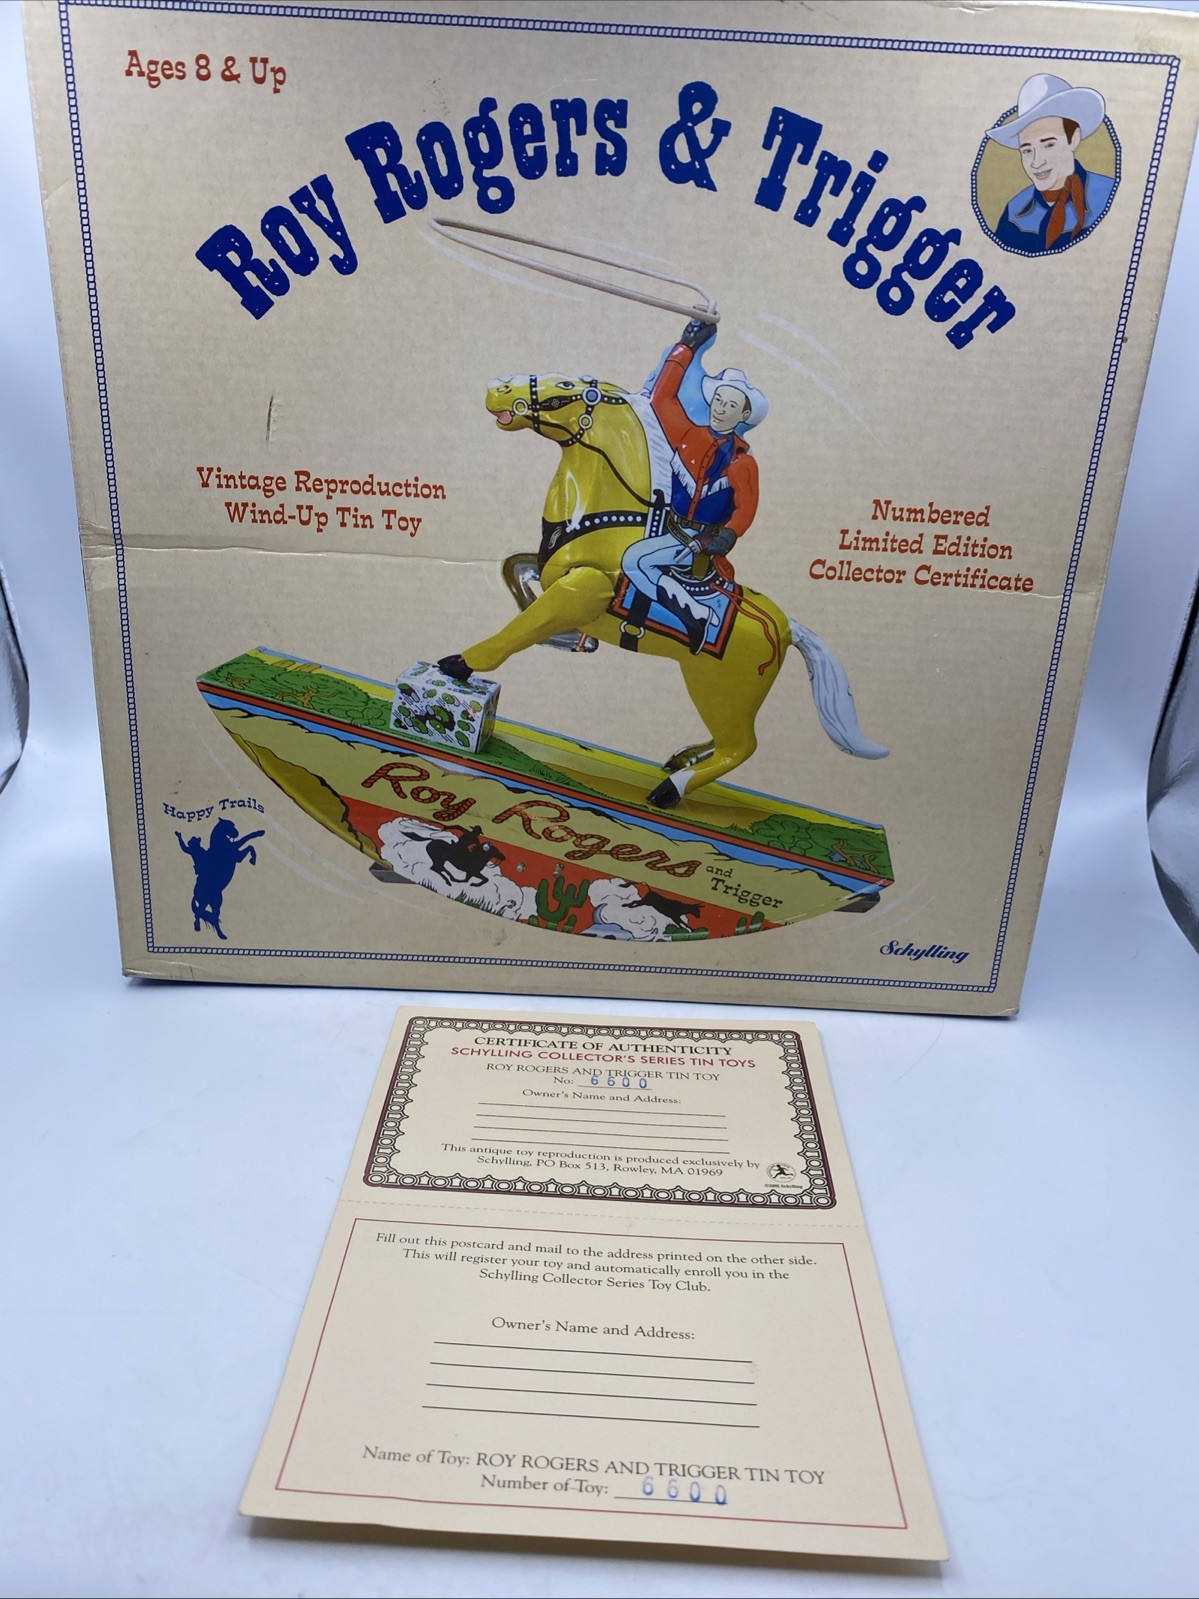 Ages 8 & Up
Roy Rogers & Trigger
Vintage Reproduction
Wind-Up Tin Toy
Numbered
Limited Edition
Collector Certificate
Roy Rogers
and
Trigger
Happy Trails
Schylling
CERTIFICATE OF AUTHENTICITY
SCHYLLING COLLECTOR'S SERIES TIN TOYS
ROY ROGERS AND TRIGGER TIN TOY
No: 6600
Owner's Name and Address:
This antique toy reproduction is produced exclusively by
Schylling, PO Box 513, Rowley, MA 01969
Fill out this postcard and mail to the address printed on the other side.
This will register your toy and automatically enroll you in the
Schylling Collector Series Toy Club.
Owner's Name and Address:
Name of Toy: ROY ROGERS AND TRIGGER TIN TOY
Number of Toy: 6600